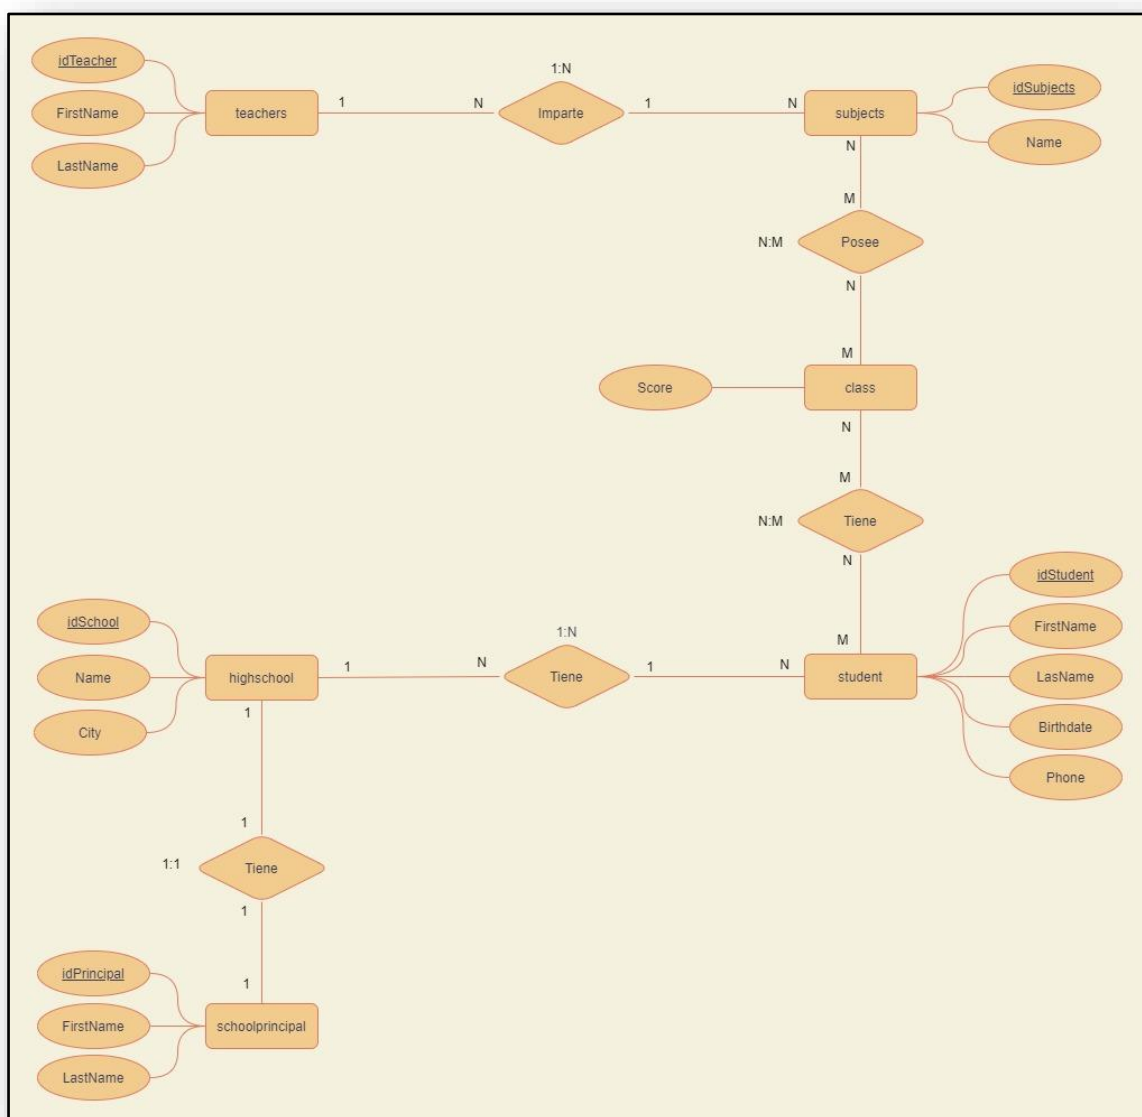 idTeacher
FirstName
LastName
teachers
1
N
1:N
Imparte
1
N
subjects
idSubjects
Name
N
M
N:M
Posee
N
M
Score
class
N
M
N:M
Tiene
N
M
idSchool
Name
City
highschool
1
N
1:N
Tiene
1
N
student
idStudent
FirstName
LasName
Birthdate
Phone
1
1
1:1
Tiene
1
1
idPrincipal
FirstName
LastName
schoolprincipal